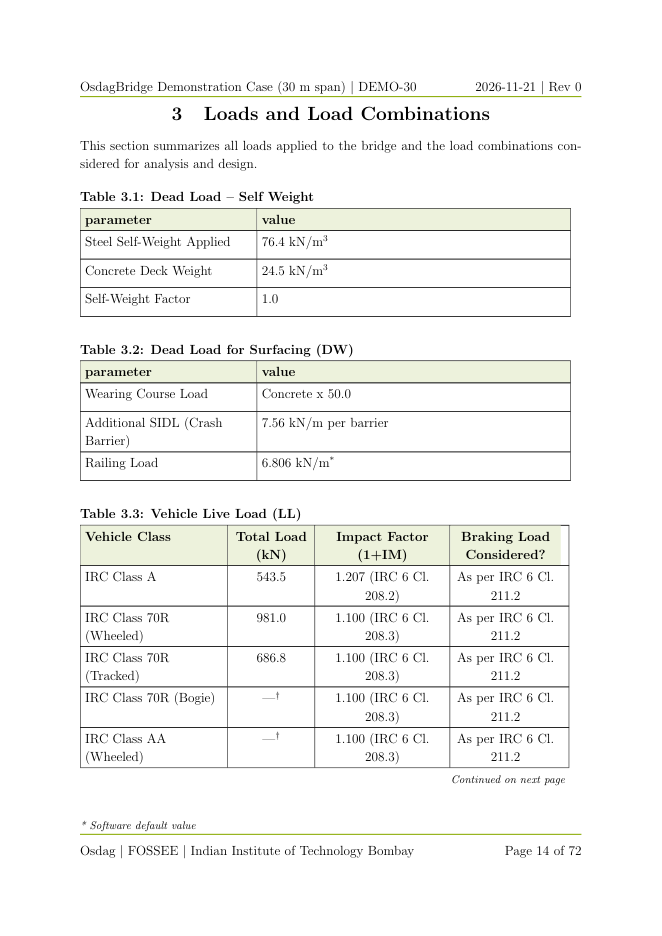 OsdagBridge Demonstration Case (30 m span) | DEMO-30 2026-11-21 | Rev 0
3 Loads and Load Combinations
This section summarizes all loads applied to the bridge and the load combinations con-
sidered for analysis and design.
Table 3.1: Dead Load – Self Weight
parameter value
Steel Self-Weight Applied 76.4 kN/m³
Concrete Deck Weight 24.5 kN/m³
Self-Weight Factor 1.0
Table 3.2: Dead Load for Surfacing (DW)
parameter value
Wearing Course Load Concrete x 50.0
Additional SIDL (Crash 7.56 kN/m per barrier
Barrier)
Railing Load 6.806 kN/m*
Table 3.3: Vehicle Live Load (LL)
Vehicle Class Total Load Impact Factor Braking Load
(kN) (1+IM) Considered?
IRC Class A 543.5 1.207 (IRC 6 Cl. As per IRC 6 Cl.
208.2) 211.2
IRC Class 70R 981.0 1.100 (IRC 6 Cl. As per IRC 6 Cl.
(Wheeled) 208.3) 211.2
IRC Class 70R 686.8 1.100 (IRC 6 Cl. As per IRC 6 Cl.
(Tracked) 208.3) 211.2
IRC Class 70R (Bogie) —† 1.100 (IRC 6 Cl. As per IRC 6 Cl.
208.3) 211.2
IRC Class AA —† 1.100 (IRC 6 Cl. As per IRC 6 Cl.
(Wheeled) 208.3) 211.2
Continued on next page
* Software default value
Osdag | FOSSEE | Indian Institute of Technology Bombay Page 14 of 72